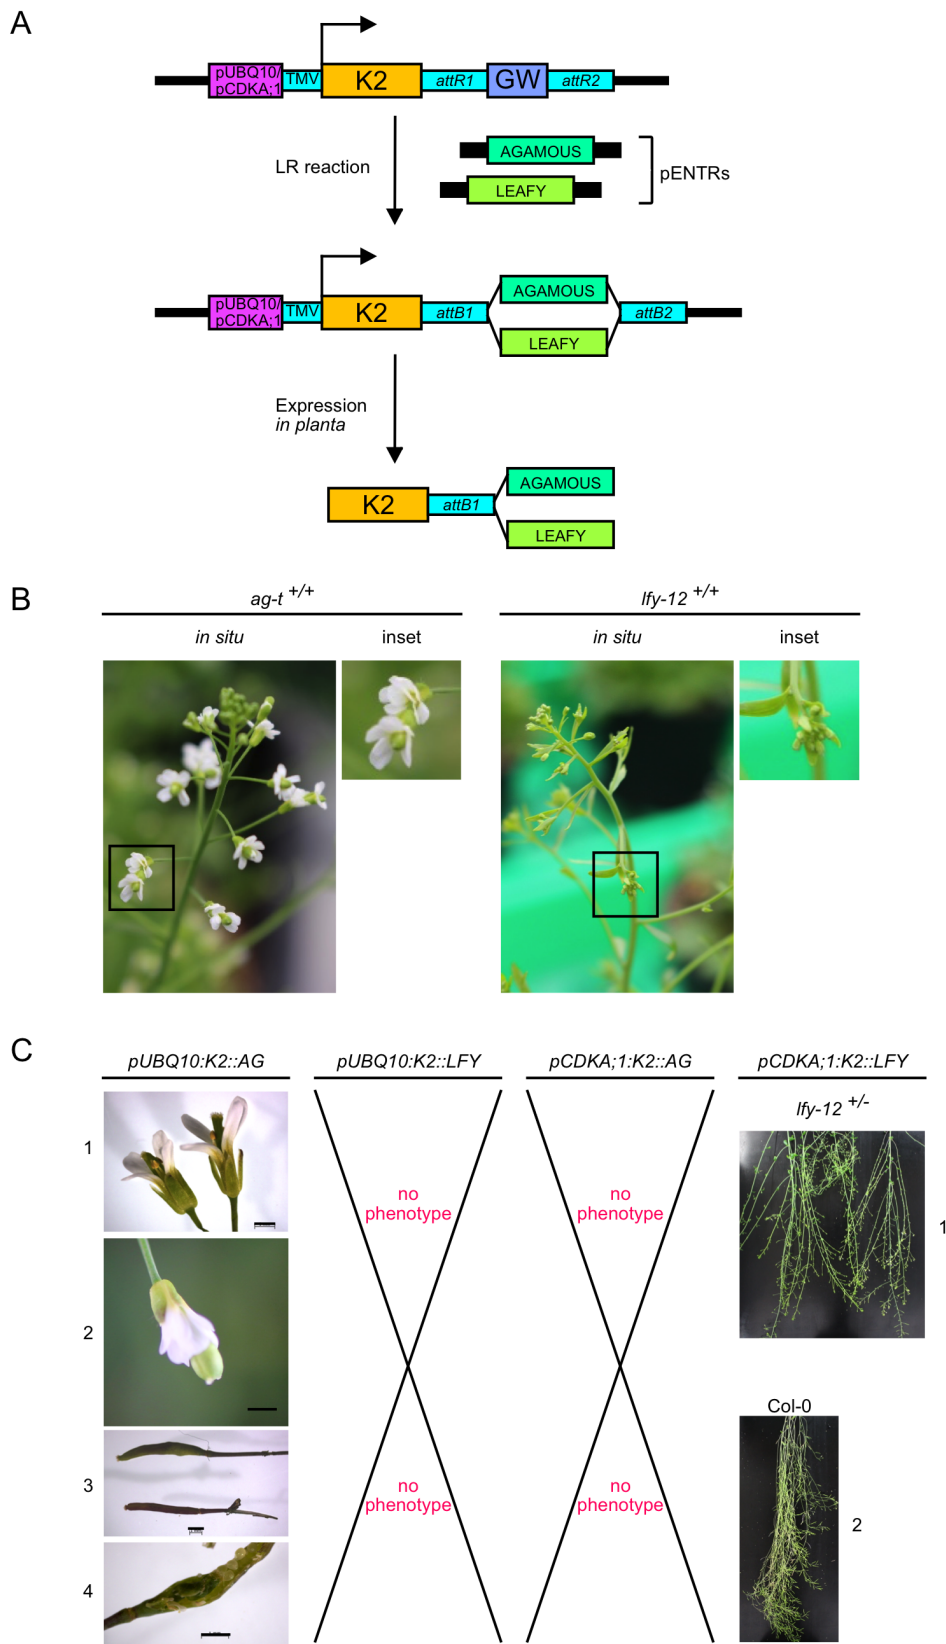 A
pUBQ10/
pCDKA;1
TMV
K2
attR1
GW
attR2
LR reaction
AGAMOUS
LEAFY
pENTRs
pUBQ10/
pCDKA;1
TMV
K2
attB1
AGAMOUS
LEAFY
attB2
Expression
in planta
K2
attB1
AGAMOUS
LEAFY
B
ag-t +/+
lfy-12 +/+
in situ
inset
in situ
inset
C
pUBQ10:K2::AG
pUBQ10:K2::LFY
pCDKA;1:K2::AG
pCDKA;1:K2::LFY
lfy-12 +/-
1
no
phenotype
no
phenotype
1
2
Col-0
3
no
phenotype
no
phenotype
2
4